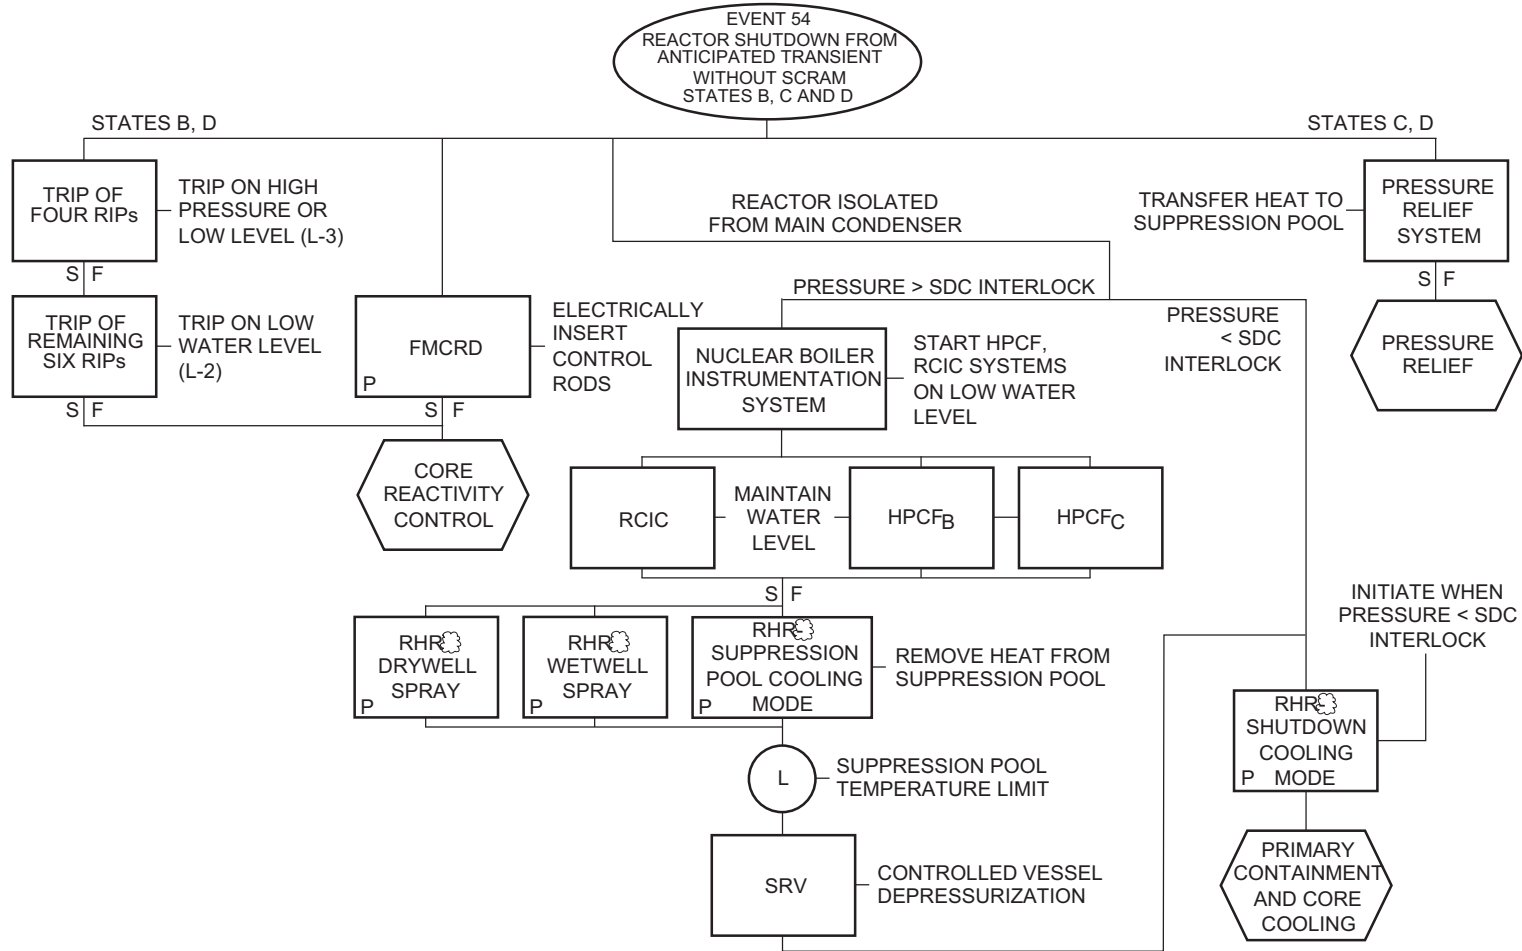 EVENT 54
REACTOR SHUTDOWN FROM
ANTICIPATED TRANSIENT
WITHOUT SCRAM
STATES B, C AND D
STATES B, D
STATES C, D
TRIP OF
FOUR RIPs
TRIP ON HIGH
PRESSURE OR
LOW LEVEL (L-3)
S F
TRIP OF
REMAINING
SIX RIPs
TRIP ON LOW
WATER LEVEL
(L-2)
S F
FMCRD
P
ELECTRICALLY
INSERT
CONTROL
RODS
S F
CORE
REACTIVITY
CONTROL
REACTOR ISOLATED
FROM MAIN CONDENSER
PRESSURE > SDC INTERLOCK
PRESSURE
< SDC
INTERLOCK
NUCLEAR BOILER
INSTRUMENTATION
SYSTEM
START HPCF,
RCIC SYSTEMS
ON LOW WATER
LEVEL
TRANSFER HEAT TO
SUPPRESSION POOL
PRESSURE
RELIEF
SYSTEM
S F
PRESSURE
RELIEF
RCIC
MAINTAIN
WATER
LEVEL
HPCFB
HPCFC
S F
RHR
DRYWELL
SPRAY
P
RHR
WETWELL
SPRAY
P
RHR-
SUPPRESSION
POOL COOLING
MODE
P
REMOVE HEAT FROM
SUPPRESSION POOL
L
SUPPRESSION POOL
TEMPERATURE LIMIT
SRV
CONTROLLED VESSEL
DEPRESSURIZATION
INITIATE WHEN
PRESSURE < SDC
INTERLOCK
RHR-
SHUTDOWN
COOLING
P MODE
PRIMARY
CONTAINMENT
AND CORE
COOLING